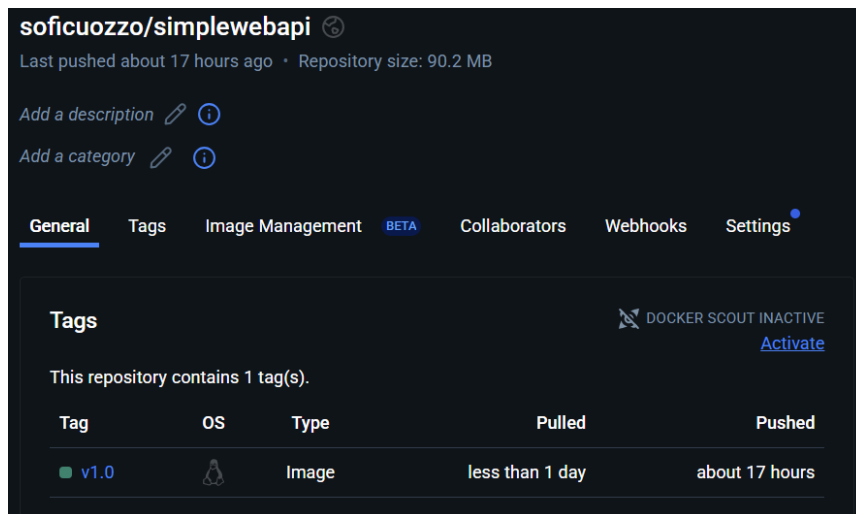 soficuozzo/simplewebapi
Last pushed about 17 hours ago • Repository size: 90.2 MB
Add a description
Add a category
General Tags Image Management BETA Collaborators Webhooks Settings
Tags
DOCKER SCOUT INACTIVE
Activate
This repository contains 1 tag(s).
Tag OS Type Pulled Pushed
v1.0 Image less than 1 day about 17 hours